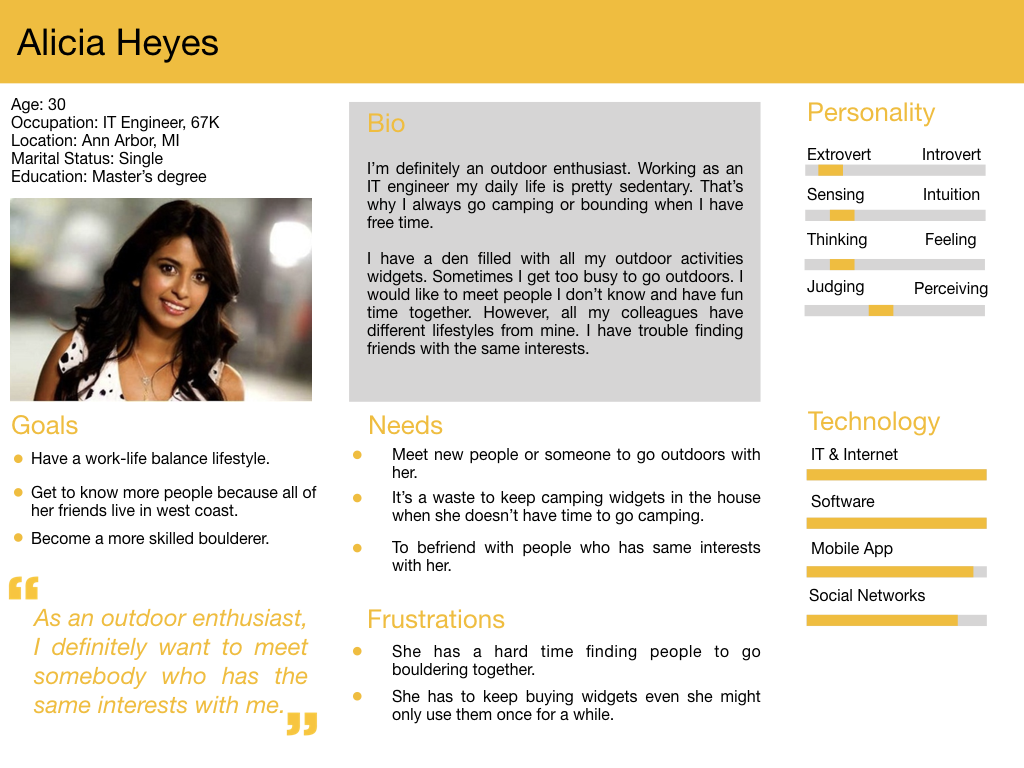 Alicia Heyes
Age: 30
Occupation: IT Engineer, 67K
Location: Ann Arbor, MI
Marital Status: Single
Education: Master's degree
Goals
Have a work-life balance lifestyle.
Get to know more people because all of
her friends live in west coast.
Become a more skilled boulderer.
“
As an outdoor enthusiast,
I definitely want to meet
somebody who has the
same interests with me.
”
Bio
I'm definitely an outdoor enthusiast. Working as an
IT engineer my daily life is pretty sedentary. That's
why I always go camping or bounding when I have
free time.
I have a den filled with all my outdoor activities
widgets. Sometimes I get too busy to go outdoors. I
would like to meet people I don't know and have fun
time together. However, all my colleagues have
different lifestyles from mine. I have trouble finding
friends with the same interests.
Needs
Meet new people or someone to go outdoors with
her.
It's a waste to keep camping widgets in the house
when she doesn't have time to go camping.
To befriend with people who has same interests
with her.
Frustrations
She has a hard time finding people to go
bouldering together.
She has to keep buying widgets even she might
only use them once for a while.
Personality
Extrovert Introvert
Sensing Intuition
Thinking Feeling
Judging Perceiving
Technology
IT & Internet
Software
Mobile App
Social Networks